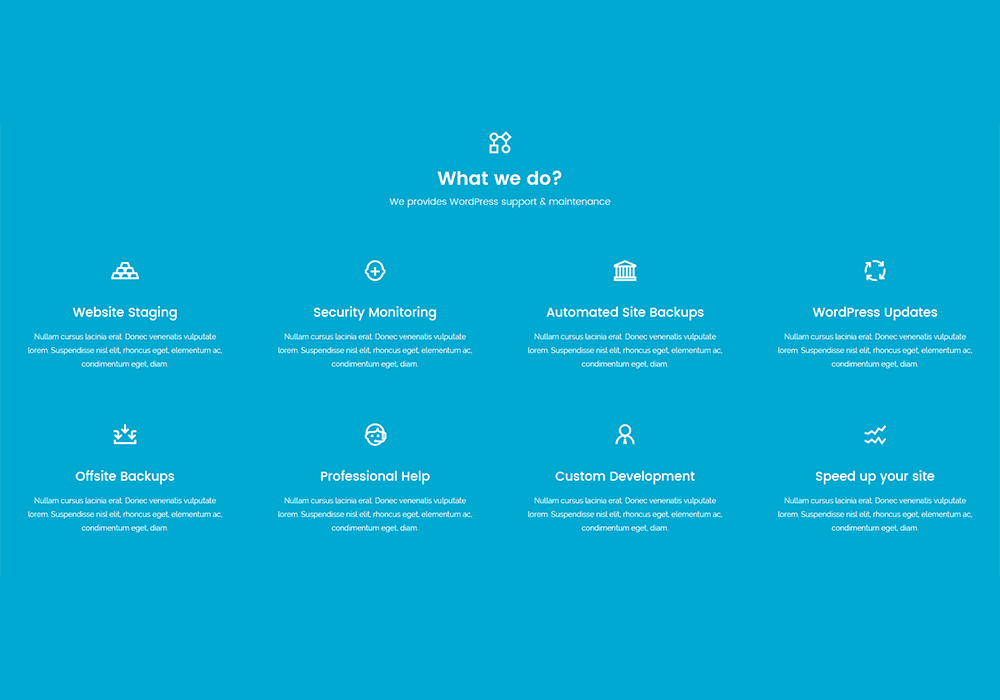 What we do?
We provides WordPress support & maintenance
Website Staging
Nullam cursus lacinia erat. Donec venenatis vulputate
lorem. Suspendisse nisl elit, rhoncus eget, elementum ac,
condimentum eget, diam.
Security Monitoring
Nullam cursus lacinia erat. Donec venenatis vulputate
lorem. Suspendisse nisl elit, rhoncus eget, elementum ac,
condimentum eget, diam.
Automated Site Backups
Nullam cursus lacinia erat. Donec venenatis vulputate
lorem. Suspendisse nisl elit, rhoncus eget, elementum ac,
condimentum eget, diam.
WordPress Updates
Nullam cursus lacinia erat. Donec venenatis vulputate
lorem. Suspendisse nisl elit, rhoncus eget, elementum ac,
condimentum eget, diam.
Offsite Backups
Nullam cursus lacinia erat. Donec venenatis vulputate
lorem. Suspendisse nisl elit, rhoncus eget, elementum ac,
condimentum eget, diam.
Professional Help
Nullam cursus lacinia erat. Donec venenatis vulputate
lorem. Suspendisse nisl elit, rhoncus eget, elementum ac,
condimentum eget, diam.
Custom Development
Nullam cursus lacinia erat. Donec venenatis vulputate
lorem. Suspendisse nisl elit, rhoncus eget, elementum ac,
condimentum eget, diam.
Speed up your site
Nullam cursus lacinia erat. Donec venenatis vulputate
lorem. Suspendisse nisl elit, rhoncus eget, elementum ac,
condimentum eget, diam.